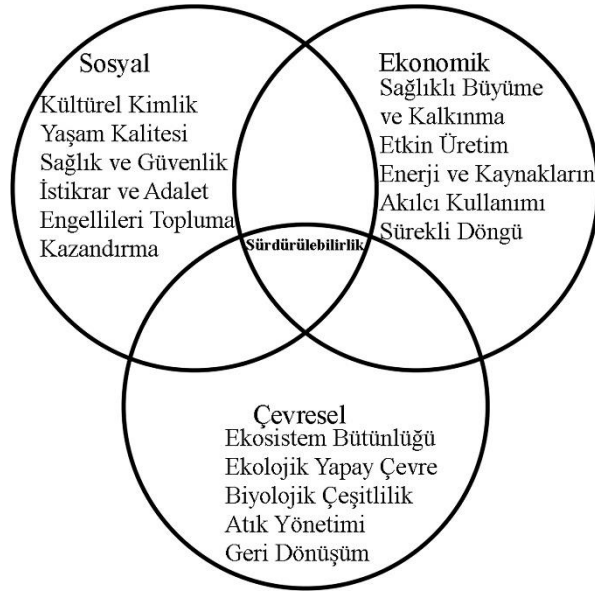 Sosyal
Kültürel Kimlik
Yaşam Kalitesi
Sağlık ve Güvenlik
İstikrar ve Adalet
Engellileri Topluma
Kazandırma
Ekonomik
Sağlıklı Büyüme
ve Kalkınma
Etkin Üretim
Enerji ve Kaynakların
Akılcı Kullanımı
Sürekli Döngü
Sürdürülebilirlik
Çevresel
Ekosistem Bütünlüğü
Ekolojik Yapay Çevre
Biyolojik Çeşitlilik
Atık Yönetimi
Geri Dönüşüm